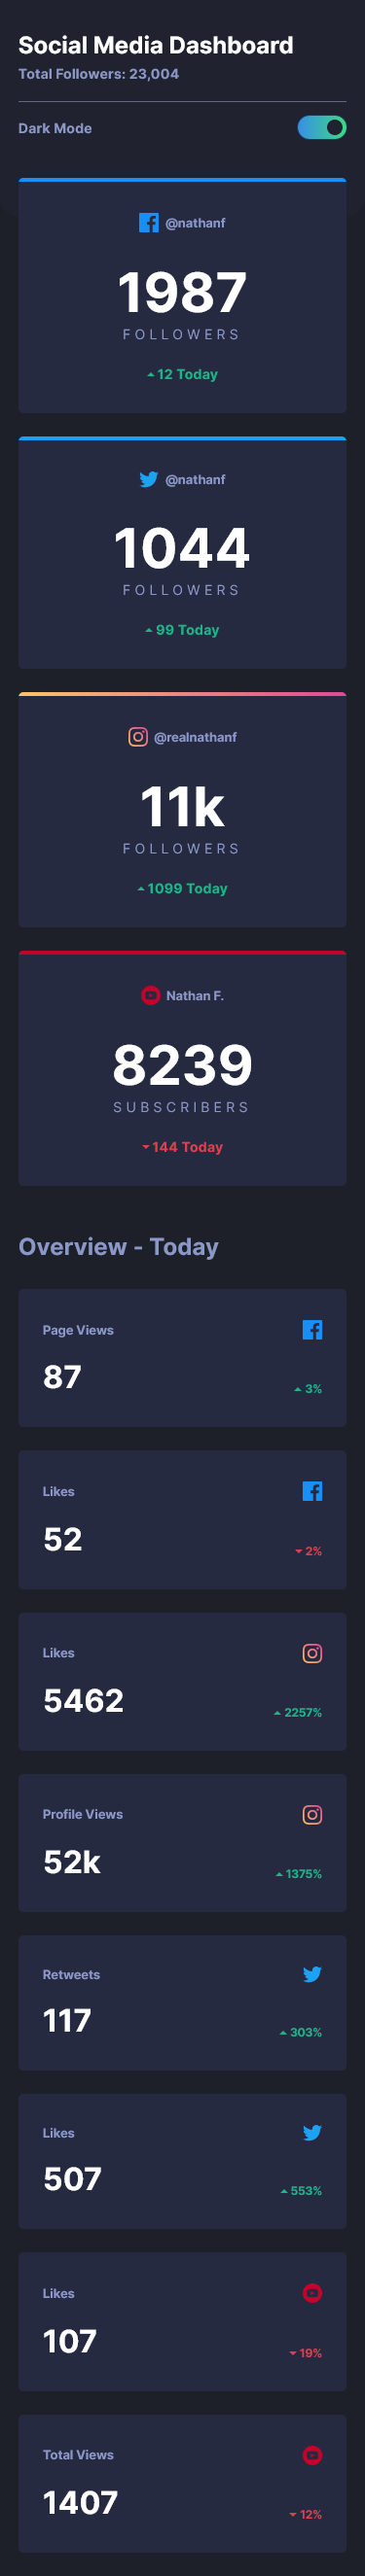 Social Media Dashboard
Total Followers: 23,004
Dark Mode
@nathanf
1987
FOLLOWERS
12 Today
@nathanf
1044
FOLLOWERS
99 Today
@realnathanf
11k
FOLLOWERS
1099 Today
Nathan F.
8239
SUBSCRIBERS
144 Today
Overview - Today
Page Views
87
3%
Likes
52
2%
Likes
5462
2257%
Profile Views
52k
1375%
Retweets
117
303%
Likes
507
553%
Likes
107
19%
Total Views
1407
12%